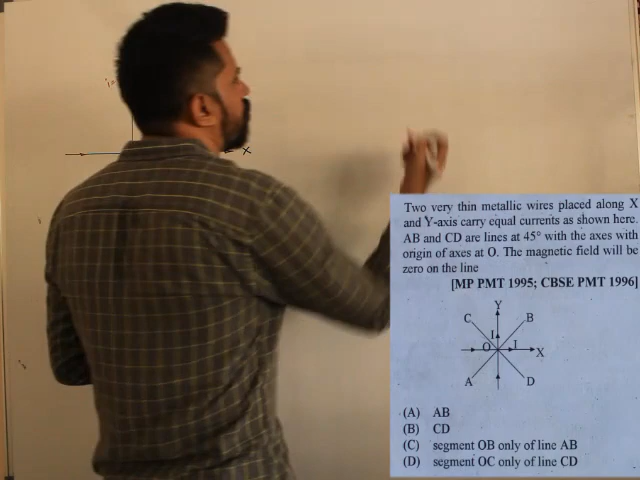 X
Two very thin metallic wires placed along X
and Y-axis carry equal currents as shown here.
AB and CD are lines at 45° with the axes with
origin of axes at O. The magnetic field will be
zero on the line
[MP PMT 1995; CBSE PMT 1996]
Y
C B
I
O I X
A D
(A) AB
(B) CD
(C) segment OB only of line AB
(D) segment OC only of line CD